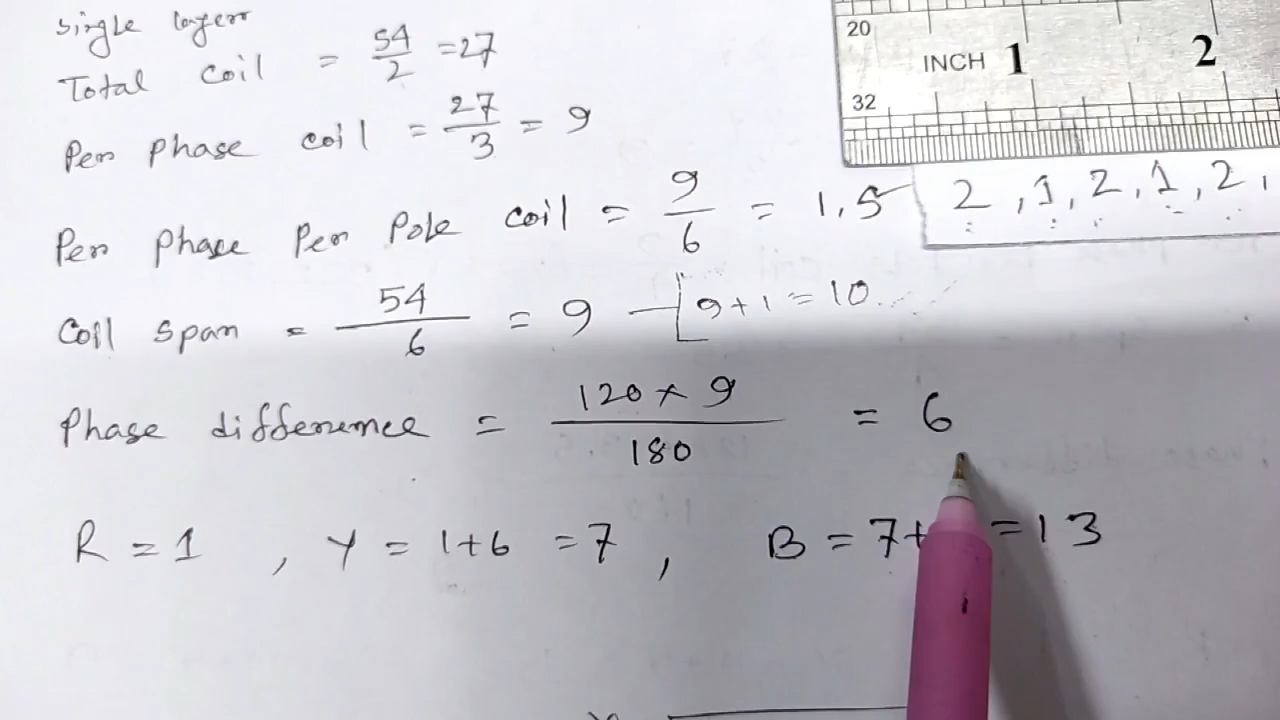 Single layer
Total coil = 54/2 = 27
Per phase coil = 27/3 = 9
Per phase Per Pole coil = 9/6 = 1.5
2, 1, 2, 1, 2, 1
Coil span = 54/6 = 9 [9+1 = 10
Phase difference = 120 × 9 / 180 = 6
R = 1 , Y = 1+6 = 7 , B = 7+ = 13
20
INCH 1 2
32